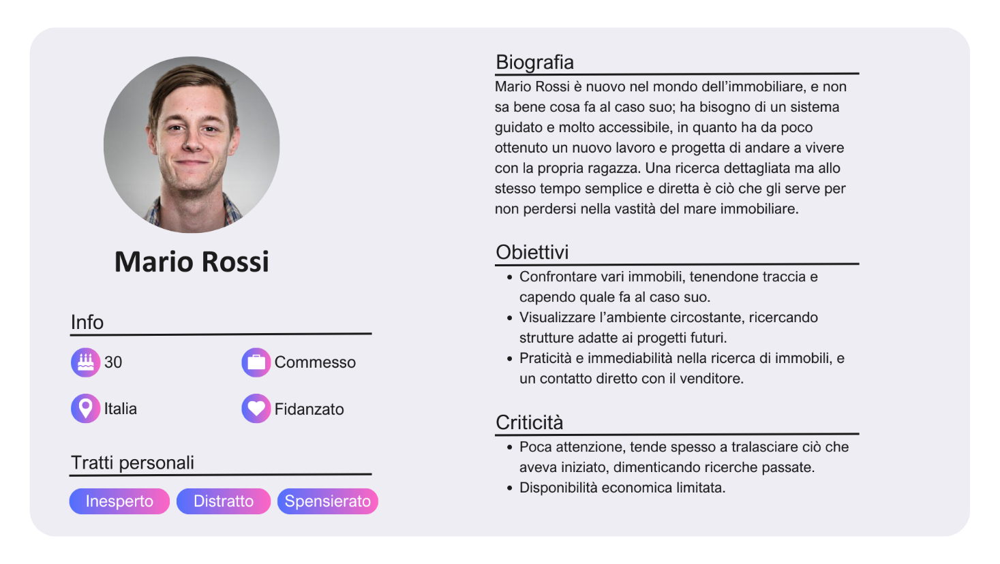 Mario Rossi
Info
30
Commesso
Italia
Fidanzato
Tratti personali
Inesperto
Distratto
Spensierato
Biografia
Mario Rossi è nuovo nel mondo dell’immobiliare, e non
sa bene cosa fa al caso suo; ha bisogno di un sistema
guidato e molto accessibile, in quanto ha da poco
ottenuto un nuovo lavoro e progetta di andare a vivere
con la propria ragazza. Una ricerca dettagliata ma allo
stesso tempo semplice e diretta è ciò che gli serve per
non perdersi nella vastità del mare immobiliare.
Obiettivi
• Confrontare vari immobili, tenendone traccia e
capendo quale fa al caso suo.
• Visualizzare l’ambiente circostante, ricercando
strutture adatte ai progetti futuri.
• Praticità e immediabilità nella ricerca di immobili, e
un contatto diretto con il venditore.
Criticità
• Poca attenzione, tende spesso a tralasciare ciò che
aveva iniziato, dimenticando ricerche passate.
• Disponibilità economica limitata.